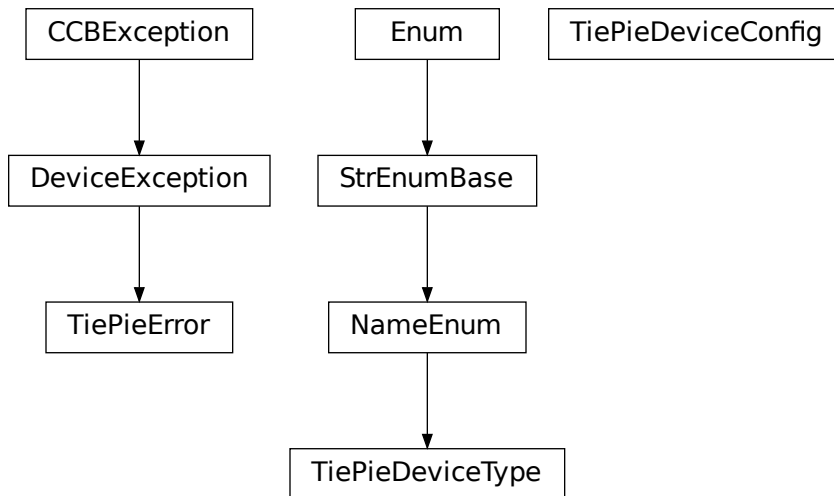 CCBException
Enum
TiePieDeviceConfig
DeviceException
StrEnumBase
TiePieError
NameEnum
TiePieDeviceType